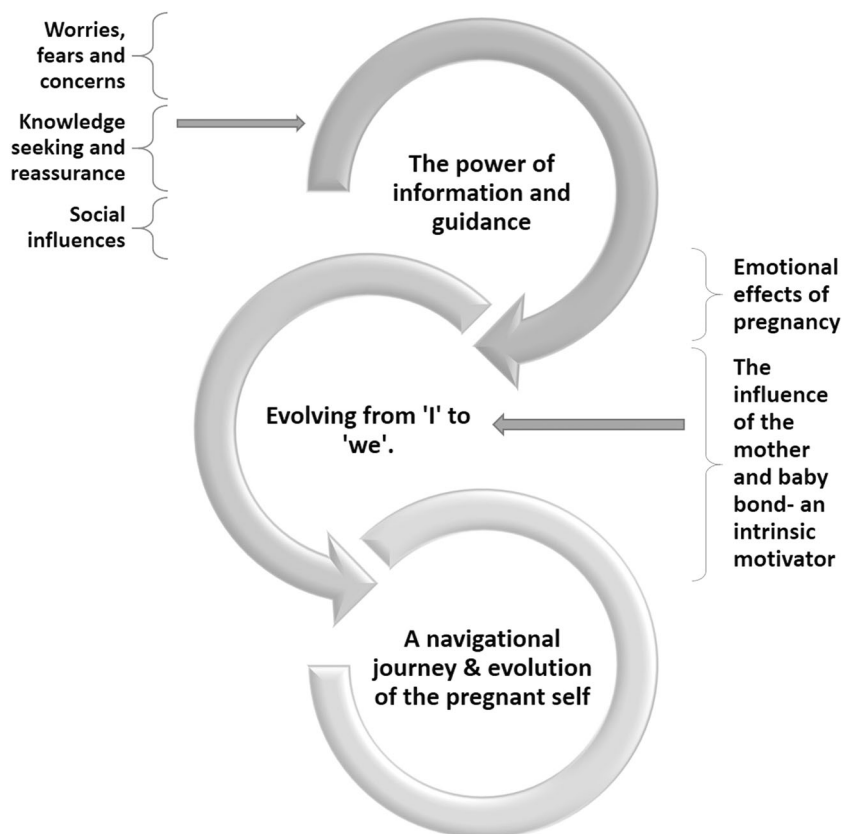 Worries,
fears and
concerns
Knowledge
seeking and
reassurance
Social
influences
The power of
information and
guidance
Emotional
effects of
pregnancy
The
influence
of the
mother
and baby
bond- an
intrinsic
motivator
Evolving from 'I' to
'we'.
A navigational
journey & evolution
of the pregnant self